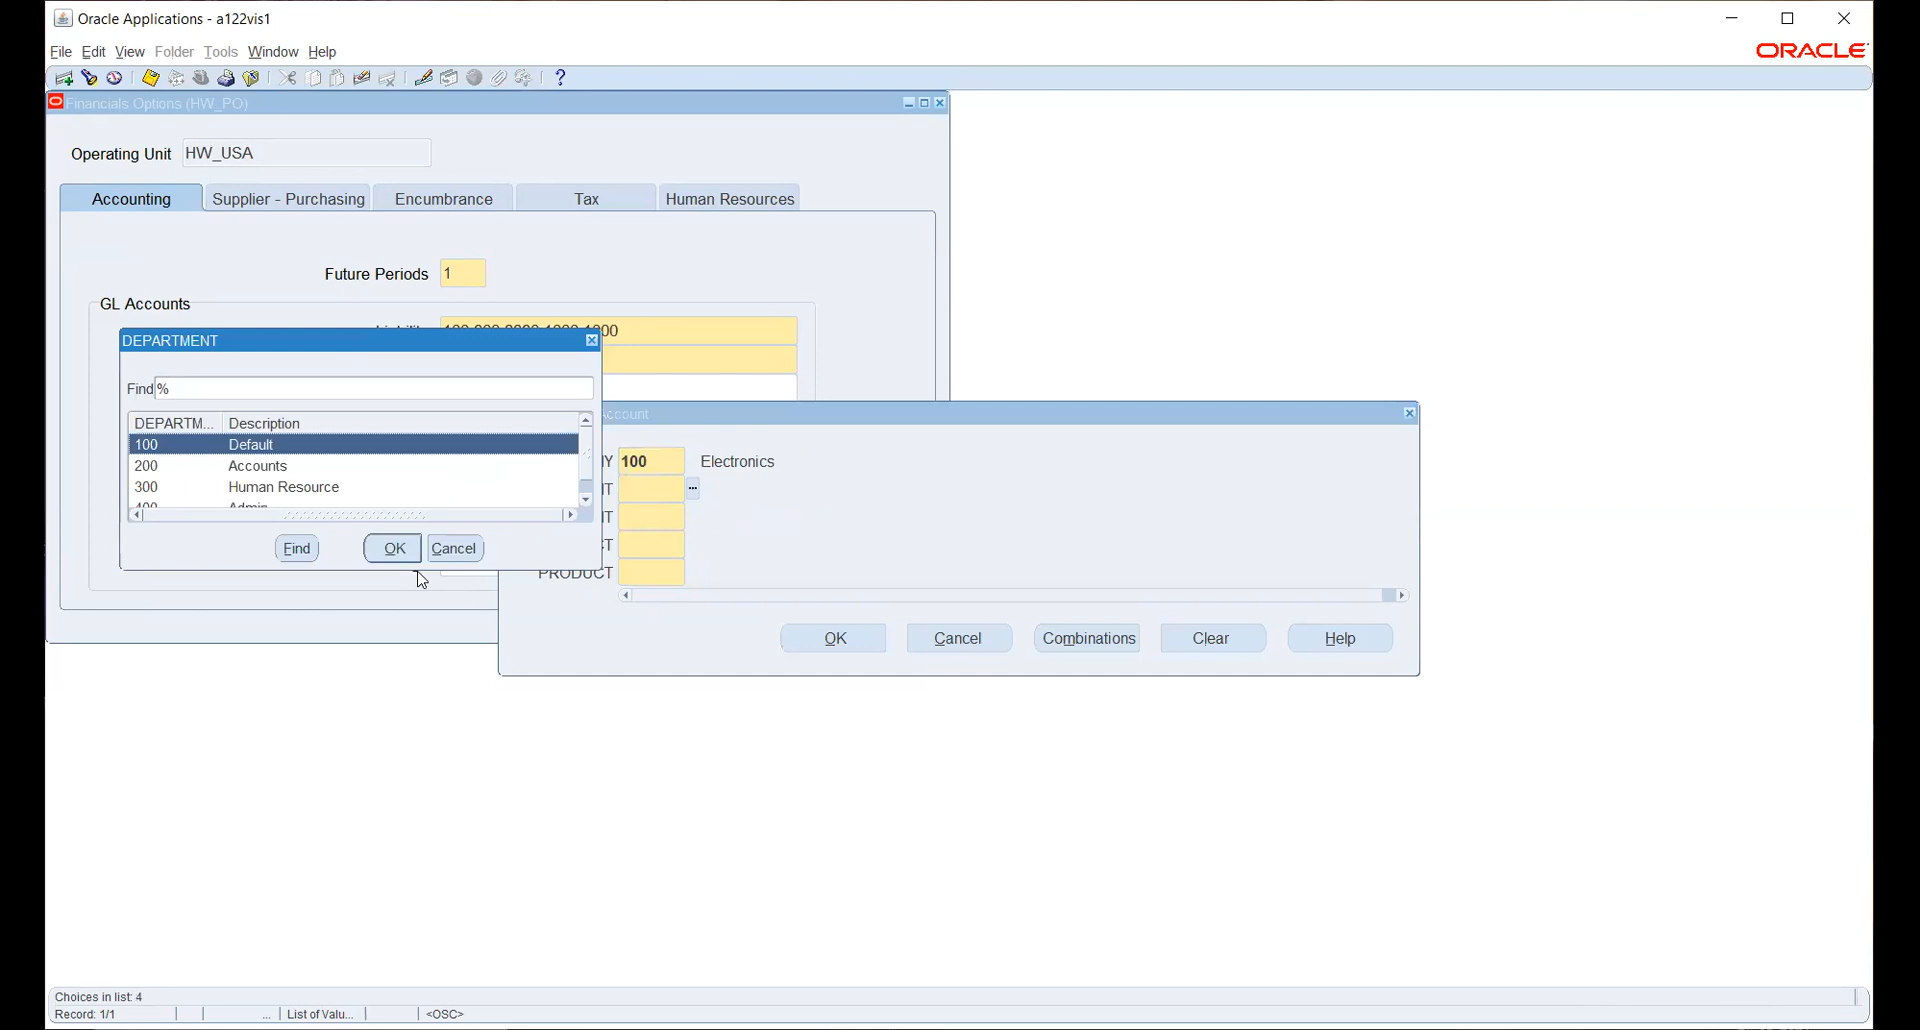 Oracle Applications - a122vis1
File Edit View Folder Tools Window Help
ORACLE
Financials Options (HW_PO)
Operating Unit HW_USA
Accounting Supplier - Purchasing Encumbrance Tax Human Resources
Future Periods 1
GL Accounts
DEPARTMENT
Find %
DEPARTM... Description
100 Default
200 Accounts
300 Human Resource
Find OK Cancel
Account
100 Electronics
PRODUCT
OK Cancel Combinations Clear Help
Choices in list: 4
Record: 1/1 ... List of Valu... <OSC>